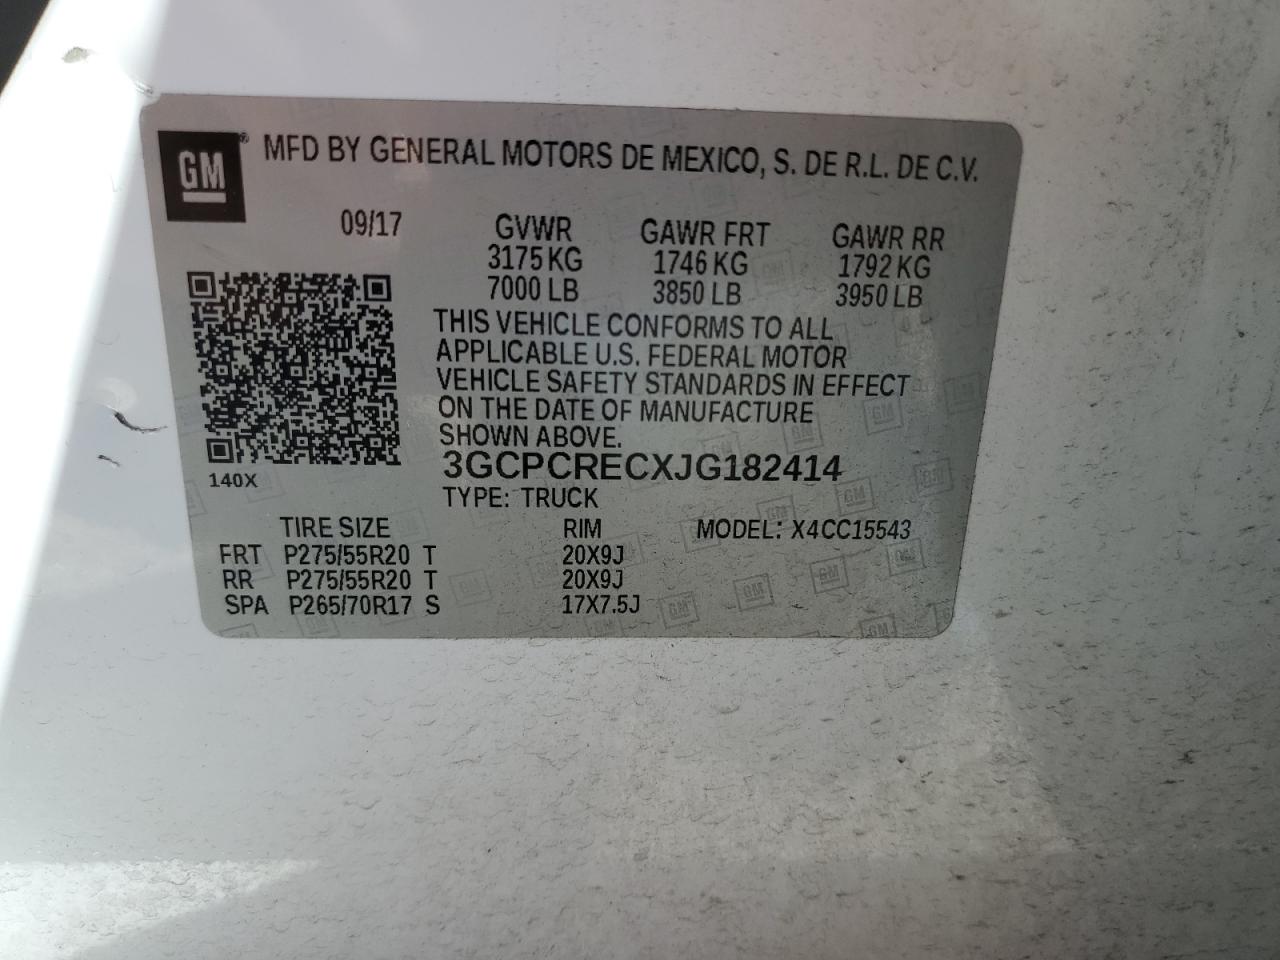 GM® MFD BY GENERAL MOTORS DE MEXICO, S. DE R.L. DE C.V.
09/17 GVWR GAWR FRT GAWR RR
3175 KG 1746 KG 1792 KG
7000 LB 3850 LB 3950 LB
THIS VEHICLE CONFORMS TO ALL
APPLICABLE U.S. FEDERAL MOTOR
VEHICLE SAFETY STANDARDS IN EFFECT
ON THE DATE OF MANUFACTURE
SHOWN ABOVE.
3GCPCRECXJG182414
140X
TYPE: TRUCK
TIRE SIZE RIM MODEL: X4CC15543
FRT P275/55R20 T 20X9J
RR P275/55R20 T 20X9J
SPA P265/70R17 S 17X7.5J